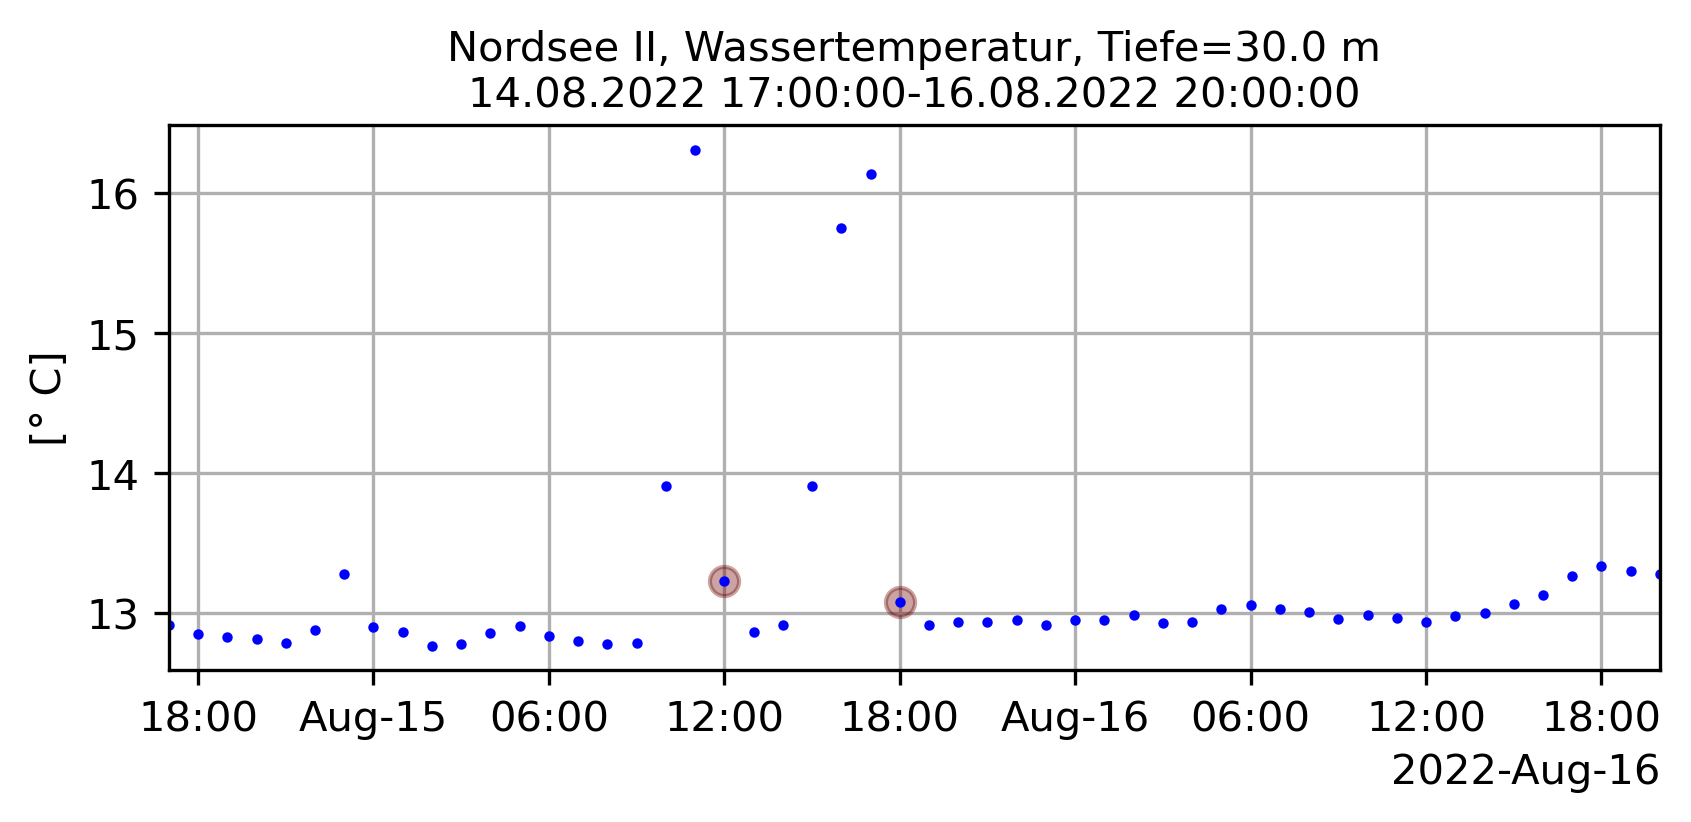 Nordsee II, Wassertemperatur, Tiefe=30.0 m
14.08.2022 17:00:00-16.08.2022 20:00:00
16
15
14
13
[° C]
18:00 Aug-15 06:00 12:00 18:00 Aug-16 06:00 12:00 18:00
2022-Aug-16